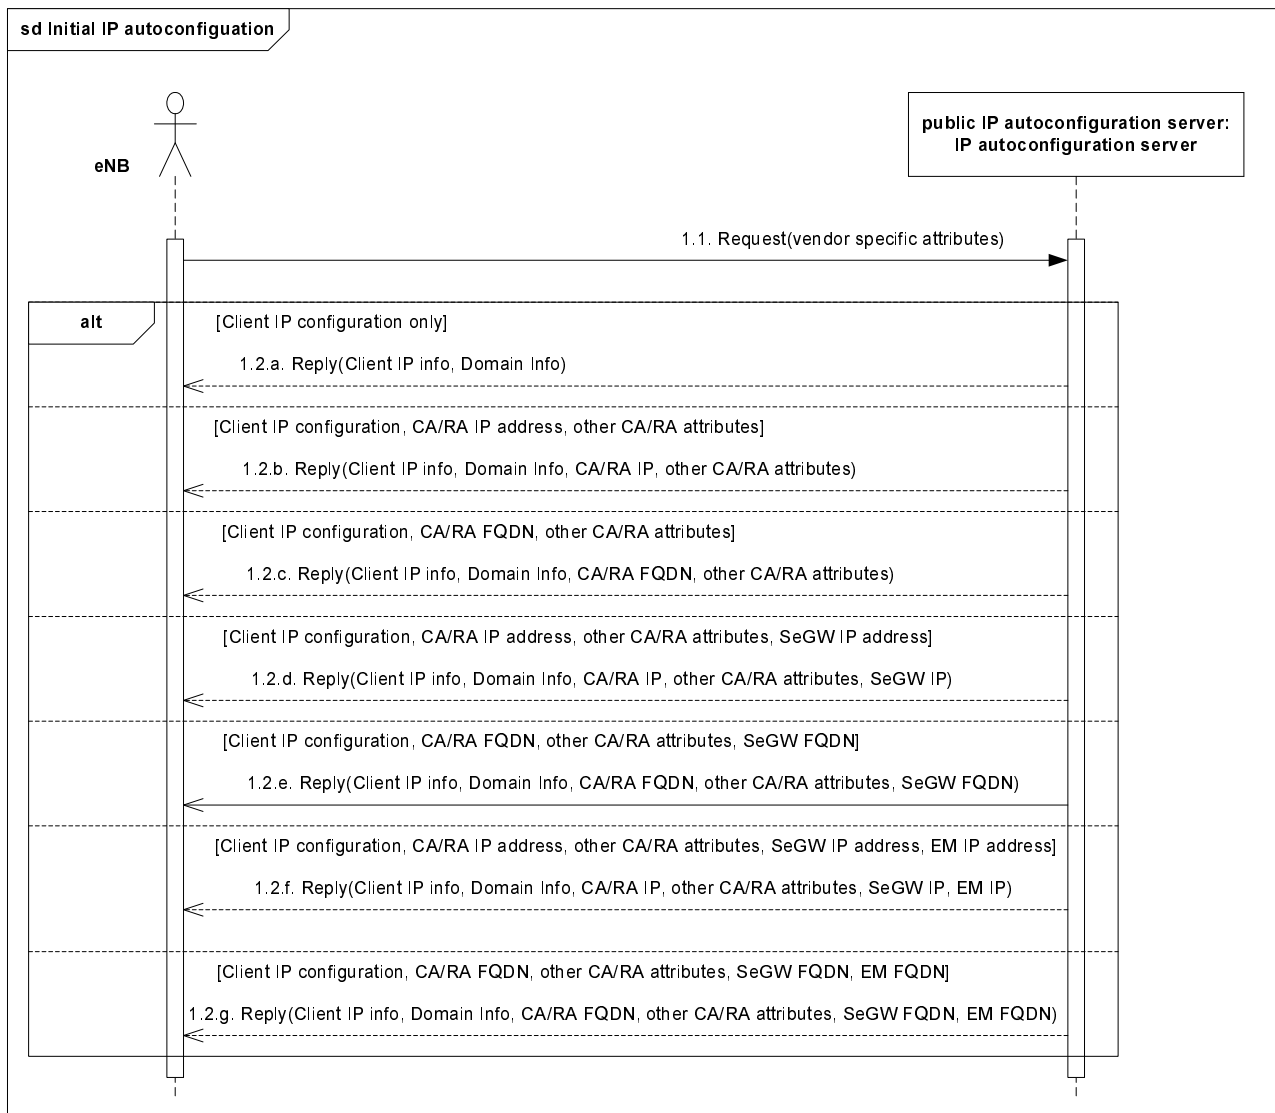 sd Initial IP autoconfiguation
eNB
public IP autoconfiguration server:
IP autoconfiguration server
1.1. Request(vendor specific attributes)
alt
[Client IP configuration only]
1.2.a. Reply(Client IP info, Domain Info)
[Client IP configuration, CA/RA IP address, other CA/RA attributes]
1.2.b. Reply(Client IP info, Domain Info, CA/RA IP, other CA/RA attributes)
[Client IP configuration, CA/RA FQDN, other CA/RA attributes]
1.2.c. Reply(Client IP info, Domain Info, CA/RA FQDN, other CA/RA attributes)
[Client IP configuration, CA/RA IP address, other CA/RA attributes, SeGW IP address]
1.2.d. Reply(Client IP info, Domain Info, CA/RA IP, other CA/RA attributes, SeGW IP)
[Client IP configuration, CA/RA FQDN, other CA/RA attributes, SeGW FQDN]
1.2.e. Reply(Client IP info, Domain Info, CA/RA FQDN, other CA/RA attributes, SeGW FQDN)
[Client IP configuration, CA/RA IP address, other CA/RA attributes, SeGW IP address, EM IP address]
1.2.f. Reply(Client IP info, Domain Info, CA/RA IP, other CA/RA attributes, SeGW IP, EM IP)
[Client IP configuration, CA/RA FQDN, other CA/RA attributes, SeGW FQDN, EM FQDN]
1.2.g. Reply(Client IP info, Domain Info, CA/RA FQDN, other CA/RA attributes, SeGW FQDN, EM FQDN)